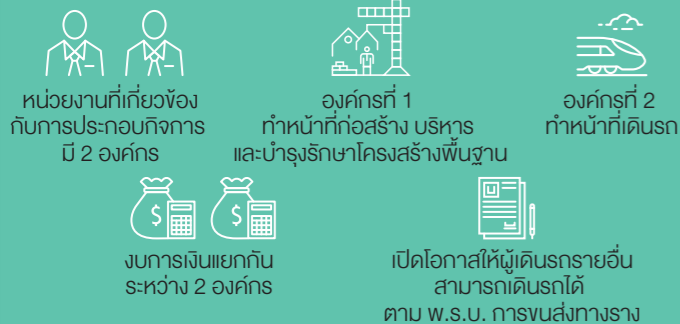 หน่วยงานที่เกี่ยวข้อง
กับการประกอบกิจการ
มี 2 องค์กร
องค์กรที่ 1
ทำหน้าที่ก่อสร้าง บริหาร
และบำรุงรักษาโครงสร้างพื้นฐาน
องค์กรที่ 2
ทำหน้าที่เดินรถ
$ $
งบการเงินแยกกัน
ระหว่าง 2 องค์กร
เปิดโอกาสให้ผู้เดินรถรายอื่น
สามารถเดินรถได้
ตาม พ.ร.บ. การขนส่งทางราง